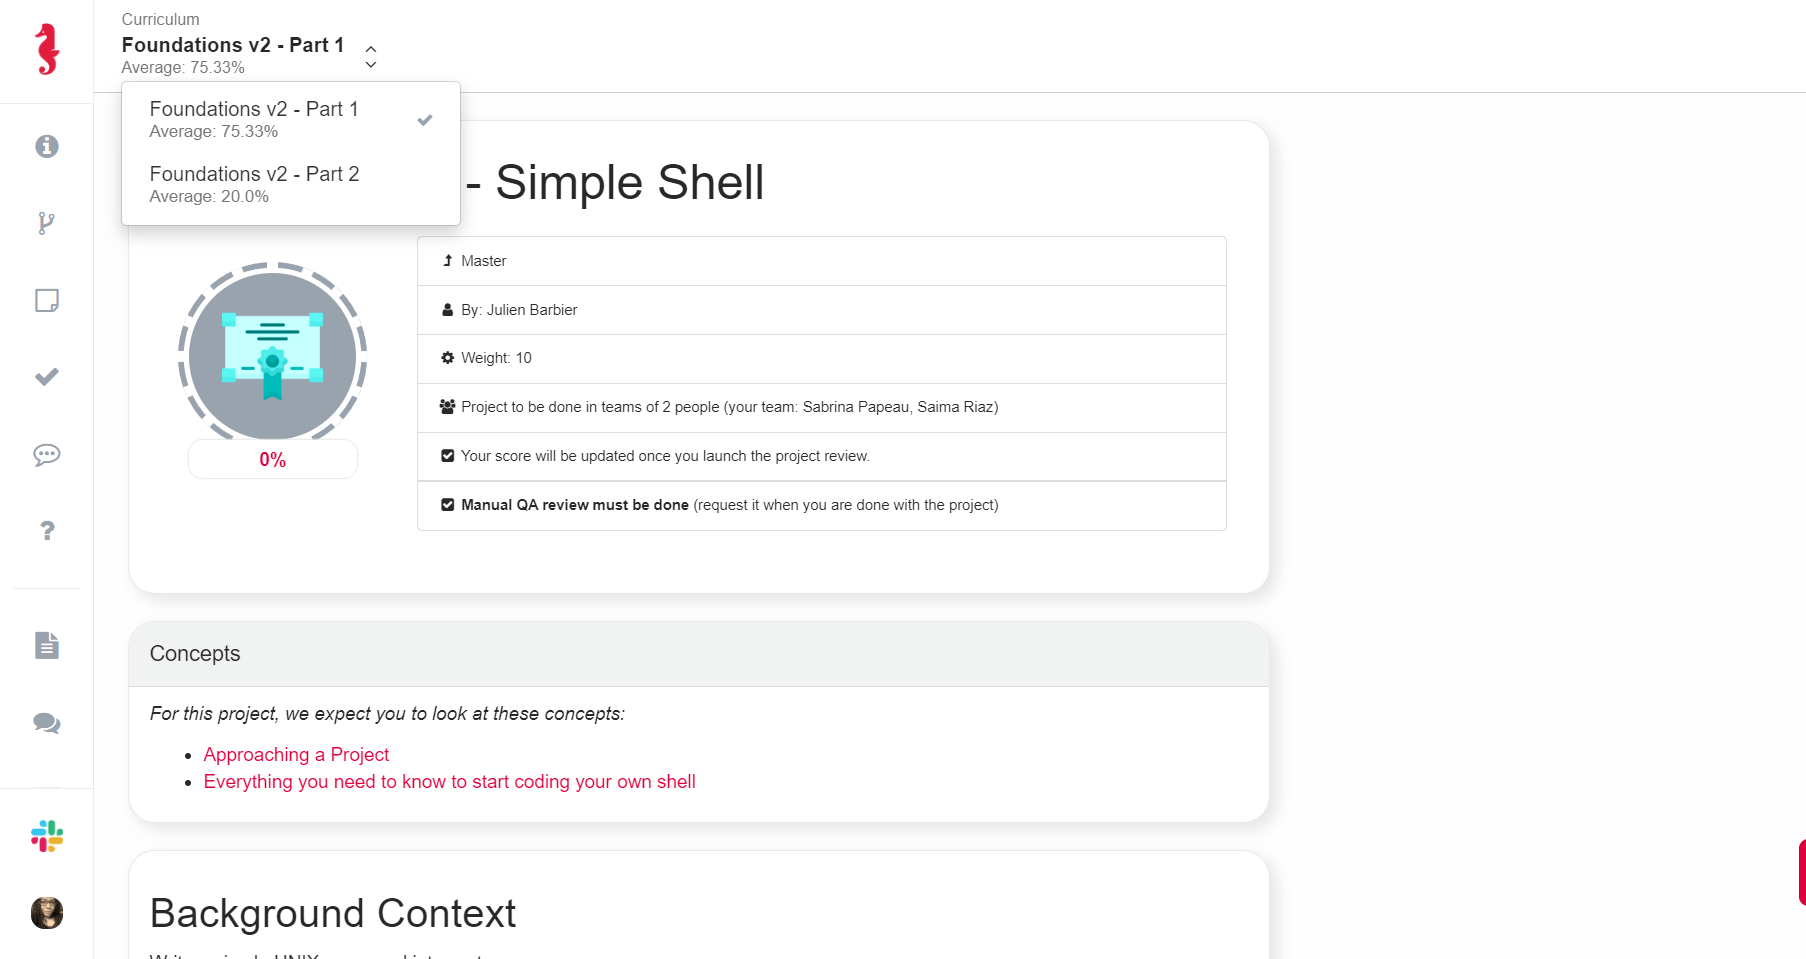 Curriculum
Foundations v2 - Part 1
Average: 75.33%
Foundations v2 - Part 1
Average: 75.33%
Foundations v2 - Part 2
Average: 20.0%
- Simple Shell
Master
By: Julien Barbier
Weight: 10
Project to be done in teams of 2 people (your team: Sabrina Papeau, Saima Riaz)
Your score will be updated once you launch the project review.
Manual QA review must be done (request it when you are done with the project)
0%
Concepts
For this project, we expect you to look at these concepts:
Approaching a Project
Everything you need to know to start coding your own shell
Background Context